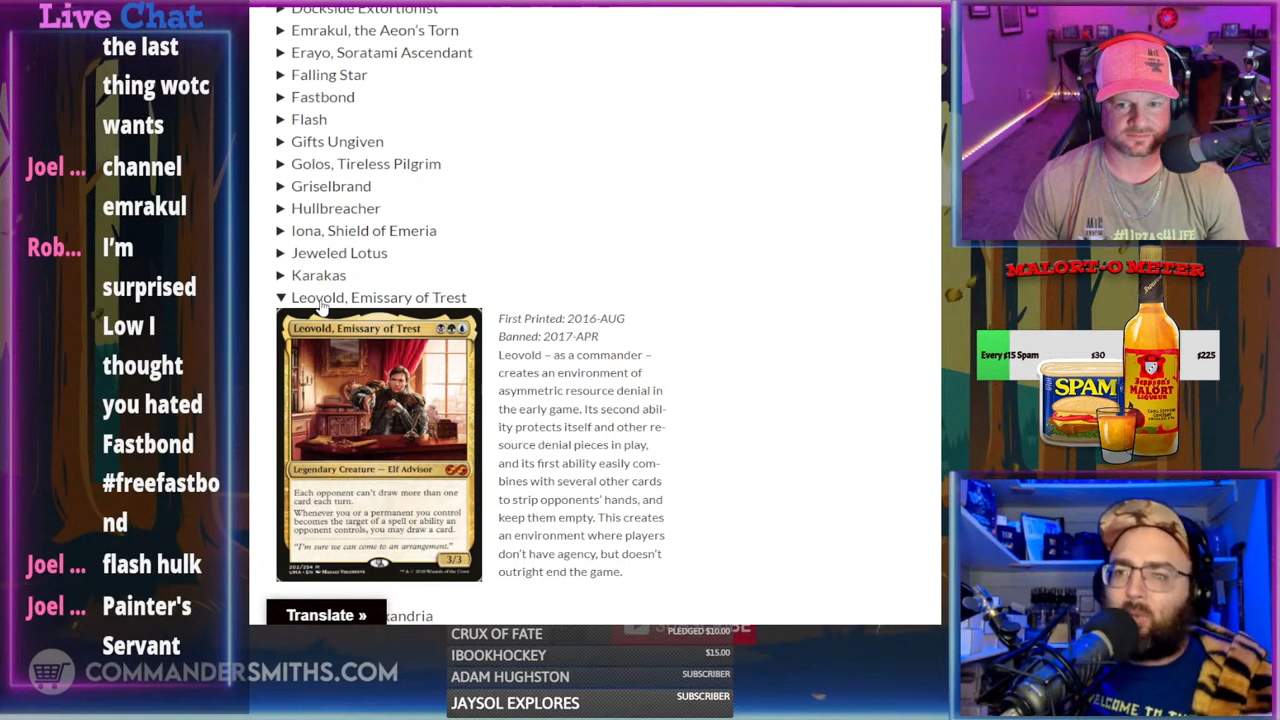 Live Chat
the last
thing wotc
wants
Joel ... channel
emrakul
Rob... I'm
surprised
Low I
thought
you hated
Fastbond
#freefastbo
nd
Joel ... flash hulk
Joel ... Painter's
Servant
COMMANDERSMITHS.COM
Dockside Extortionist
▶ Emrakul, the Aeon's Torn
▶ Erayo, Soratami Ascendant
▶ Falling Star
▶ Fastbond
▶ Flash
▶ Gifts Ungiven
▶ Golos, Tireless Pilgrim
▶ Griselbrand
▶ Hullbreacher
▶ Iona, Shield of Emeria
▶ Jeweled Lotus
▶ Karakas
▼ Leovold, Emissary of Trest
Leovold, Emissary of Trest
Legendary Creature — Elf Advisor
Each opponent can't draw more than one
card each turn.
Whenever you or a permanent you control
becomes the target of a spell or ability an
opponent controls, you may draw a card.
"I'm sure we can come to an arrangement."
3/3
First Printed: 2016-AUG
Banned: 2017-APR
Leovold – as a commander –
creates an environment of
asymmetric resource denial in
the early game. Its second abil-
ity protects itself and other re-
source denial pieces in play,
and its first ability easily com-
bines with several other cards
to strip opponents' hands, and
keep them empty. This creates
an environment where players
don't have agency, but doesn't
outright end the game.
Translate » xandria
CRUX OF FATE PLEDGED $10.00
IBOOKHOCKEY $15.00
ADAM HUGHSTON SUBSCRIBER
JAYSOL EXPLORES SUBSCRIBER
#URZAS4LIFE
MALORT-O METER
Every $15 Spam $30 $225
SPAM
MALORT
LIQUEUR
WELCOME TO